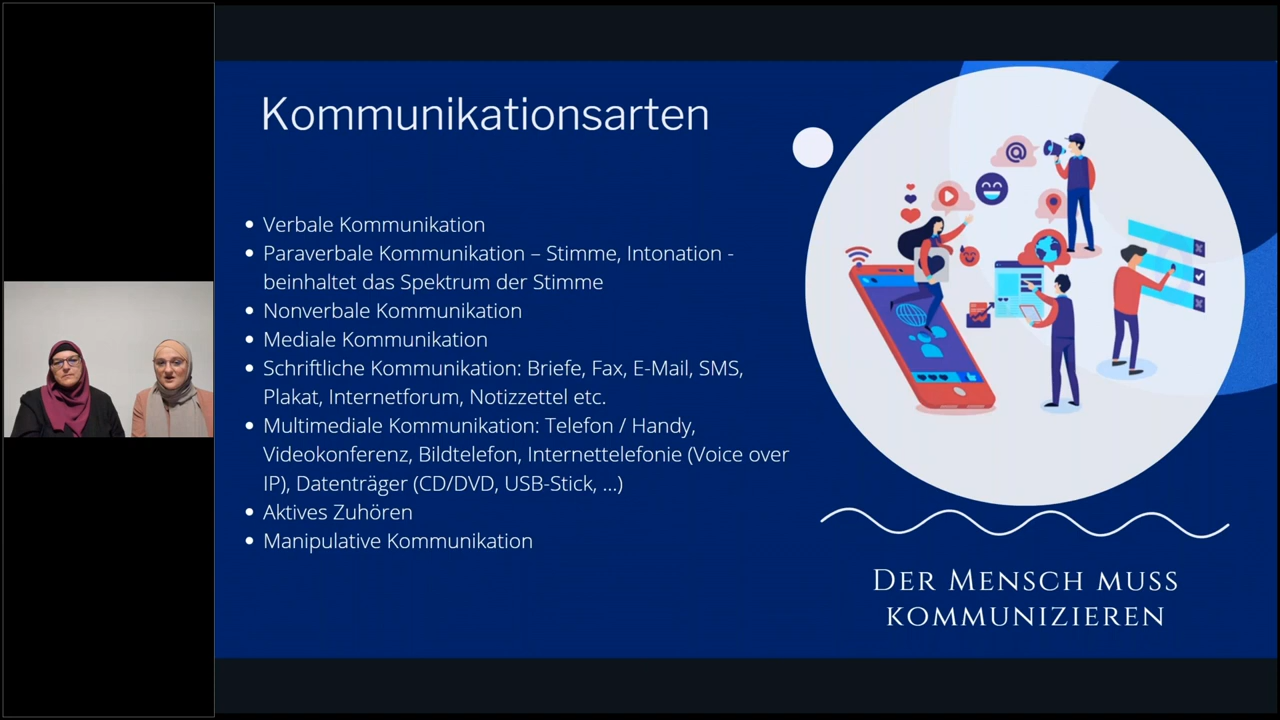 Kommunikationsarten
• Verbale Kommunikation
• Paraverbale Kommunikation – Stimme, Intonation -
beinhaltet das Spektrum der Stimme
• Nonverbale Kommunikation
• Mediale Kommunikation
• Schriftliche Kommunikation: Briefe, Fax, E-Mail, SMS,
Plakat, Internetforum, Notizzettel etc.
• Multimediale Kommunikation: Telefon / Handy,
Videokonferenz, Bildtelefon, Internettelefonie (Voice over
IP), Datenträger (CD/DVD, USB-Stick, ...)
• Aktives Zuhören
• Manipulative Kommunikation
@
Der Mensch muss
kommunizieren